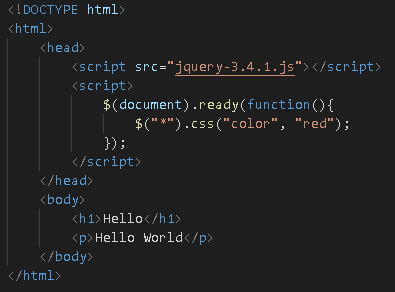 <!DOCTYPE html>
<html>
    <head>
        <script src="jquery-3.4.1.js"></script>
        <script>
            $(document).ready(function(){
                $("*").css("color", "red");
            });
        </script>
    </head>
    <body>
        <h1>Hello</h1>
        <p>Hello World</p>
    </body>
</html>